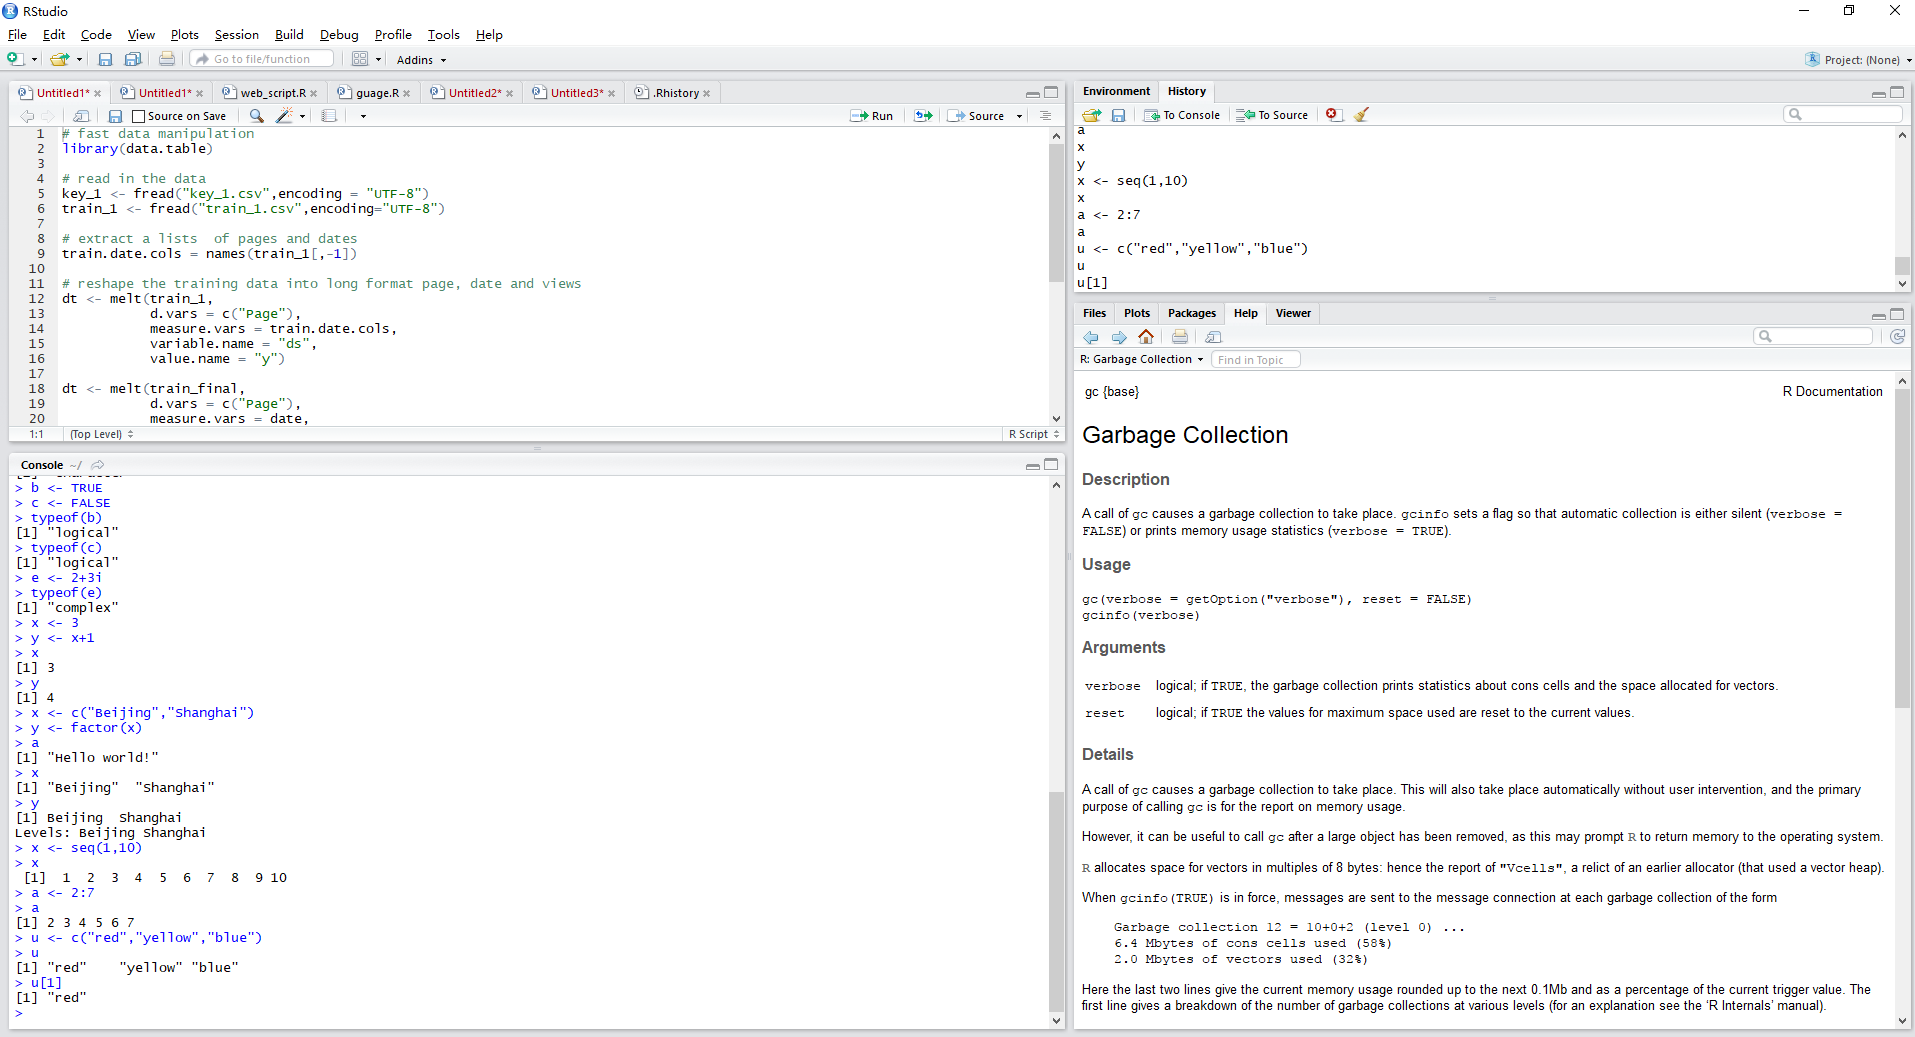 RStudio
File Edit Code View Plots Session Build Debug Profile Tools Help
Go to file/function Addins Project: (None)
Untitled1* Untitled1* web_script.R guage.R Untitled2* Untitled3* .Rhistory
Source on Save Run Source
1 # fast data manipulation
2 library(data.table)
3
4 # read in the data
5 key_1 <- fread("key_1.csv",encoding = "UTF-8")
6 train_1 <- fread("train_1.csv",encoding="UTF-8")
7
8 # extract a lists  of pages and dates
9 train.date.cols = names(train_1[,-1])
10
11 # reshape the training data into long format page, date and views
12 dt <- melt(train_1,
13 d.vars = c("Page"),
14 measure.vars = train.date.cols,
15 variable.name = "ds",
16 value.name = "y")
17
18 dt <- melt(train_final,
19 d.vars = c("Page"),
20 measure.vars = date,
1:1 (Top Level) R Script
Console ~/
> b <- TRUE
> c <- FALSE
> typeof(b)
[1] "logical"
> typeof(c)
[1] "logical"
> e <- 2+3i
> typeof(e)
[1] "complex"
> x <- 3
> y <- x+1
> x
[1] 3
> y
[1] 4
> x <- c("Beijing","Shanghai")
> y <- factor(x)
> a
[1] "Hello world!"
> x
[1] "Beijing"  "Shanghai"
> y
[1] Beijing  Shanghai
Levels: Beijing Shanghai
> x <- seq(1,10)
> x
[1]  1  2  3  4  5  6  7  8  9 10
> a <- 2:7
> a
[1] 2 3 4 5 6 7
> u <- c("red","yellow","blue")
> u
[1] "red"    "yellow" "blue"
> u[1]
[1] "red"
>
Environment History
To Console To Source
a
x
y
x <- seq(1,10)
x
a <- 2:7
a
u <- c("red","yellow","blue")
u
u[1]
Files Plots Packages Help Viewer
R: Garbage Collection Find in Topic
gc {base} R Documentation
Garbage Collection
Description
A call of gc causes a garbage collection to take place. gcinfo sets a flag so that automatic collection is either silent (verbose =
FALSE) or prints memory usage statistics (verbose = TRUE).
Usage
gc(verbose = getOption("verbose"), reset = FALSE)
gcinfo(verbose)
Arguments
verbose logical; if TRUE, the garbage collection prints statistics about cons cells and the space allocated for vectors.
reset logical; if TRUE the values for maximum space used are reset to the current values.
Details
A call of gc causes a garbage collection to take place. This will also take place automatically without user intervention, and the primary
purpose of calling gc is for the report on memory usage.
However, it can be useful to call gc after a large object has been removed, as this may prompt R to return memory to the operating system.
R allocates space for vectors in multiples of 8 bytes: hence the report of "Vcells", a relict of an earlier allocator (that used a vector heap).
When gcinfo(TRUE) is in force, messages are sent to the message connection at each garbage collection of the form
Garbage collection 12 = 10+0+2 (level 0) ...
6.4 Mbytes of cons cells used (58%)
2.0 Mbytes of vectors used (32%)
Here the last two lines give the current memory usage rounded up to the next 0.1Mb and as a percentage of the current trigger value. The
first line gives a breakdown of the number of garbage collections at various levels (for an explanation see the ‘R Internals’ manual).